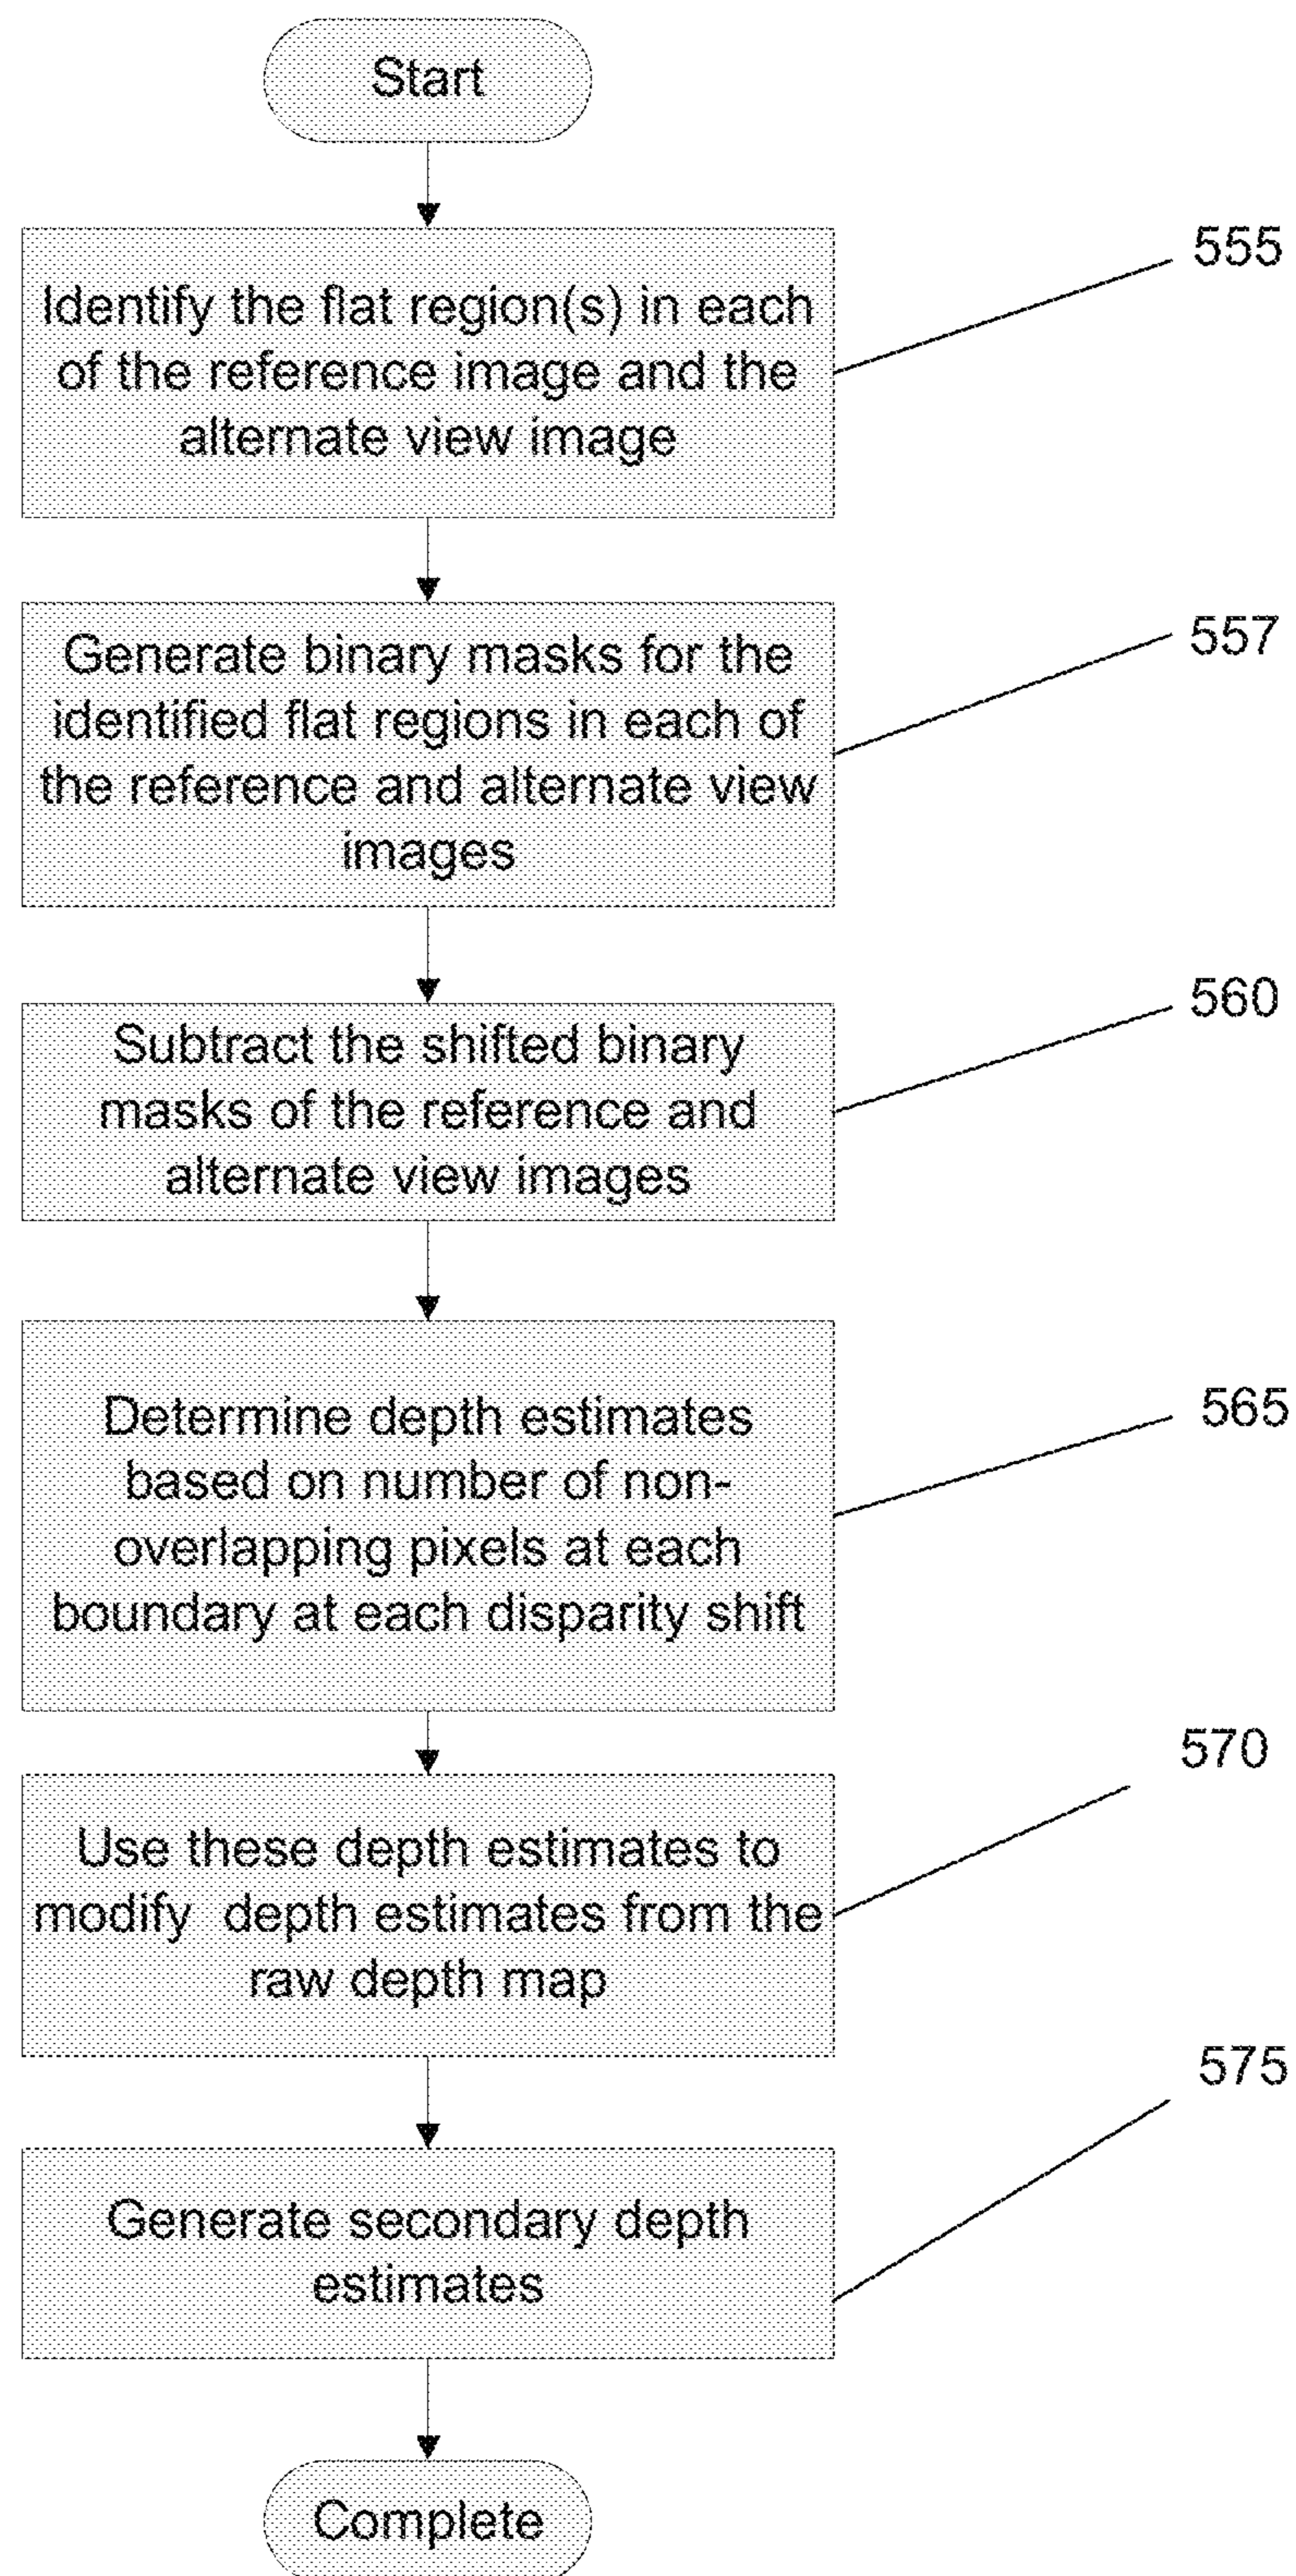 Start
555
Identify the flat region(s) in each
of the reference image and the
alternate view image
557
Generate binary masks for the
identified flat regions in each of
the reference and alternate view
images
560
Subtract the shifted binary
masks of the reference and
alternate view images
565
Determine depth estimates
based on number of non-
overlapping pixels at each
boundary at each disparity shift
570
Use these depth estimates to
modify depth estimates from the
raw depth map
575
Generate secondary depth
estimates
Complete